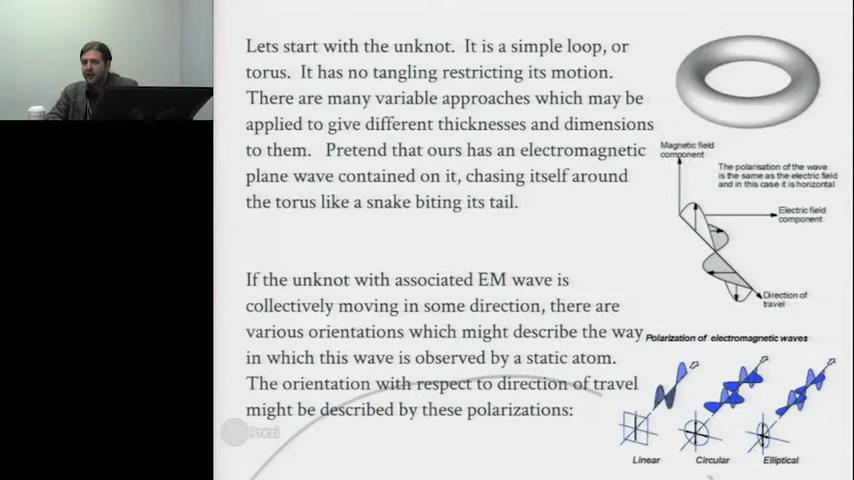 Lets start with the unknot.  It is a simple loop, or
torus.  It has no tangling restricting its motion.
There are many variable approaches which may be
applied to give different thicknesses and dimensions
to them.   Pretend that ours has an electromagnetic
plane wave contained on it, chasing itself around
the torus like a snake biting its tail.
If the unknot with associated EM wave is
collectively moving in some direction, there are
various orientations which might describe the way
in which this wave is observed by a static atom.
The orientation with respect to direction of travel
might be described by these polarizations:
Magnetic field
component
The polarisation of the wave
is the same as the electric field
and in this case it is horizontal
Electric field
component
Direction of
travel
Polarization of electromagnetic waves
Linear
Circular
Elliptical
Prezi